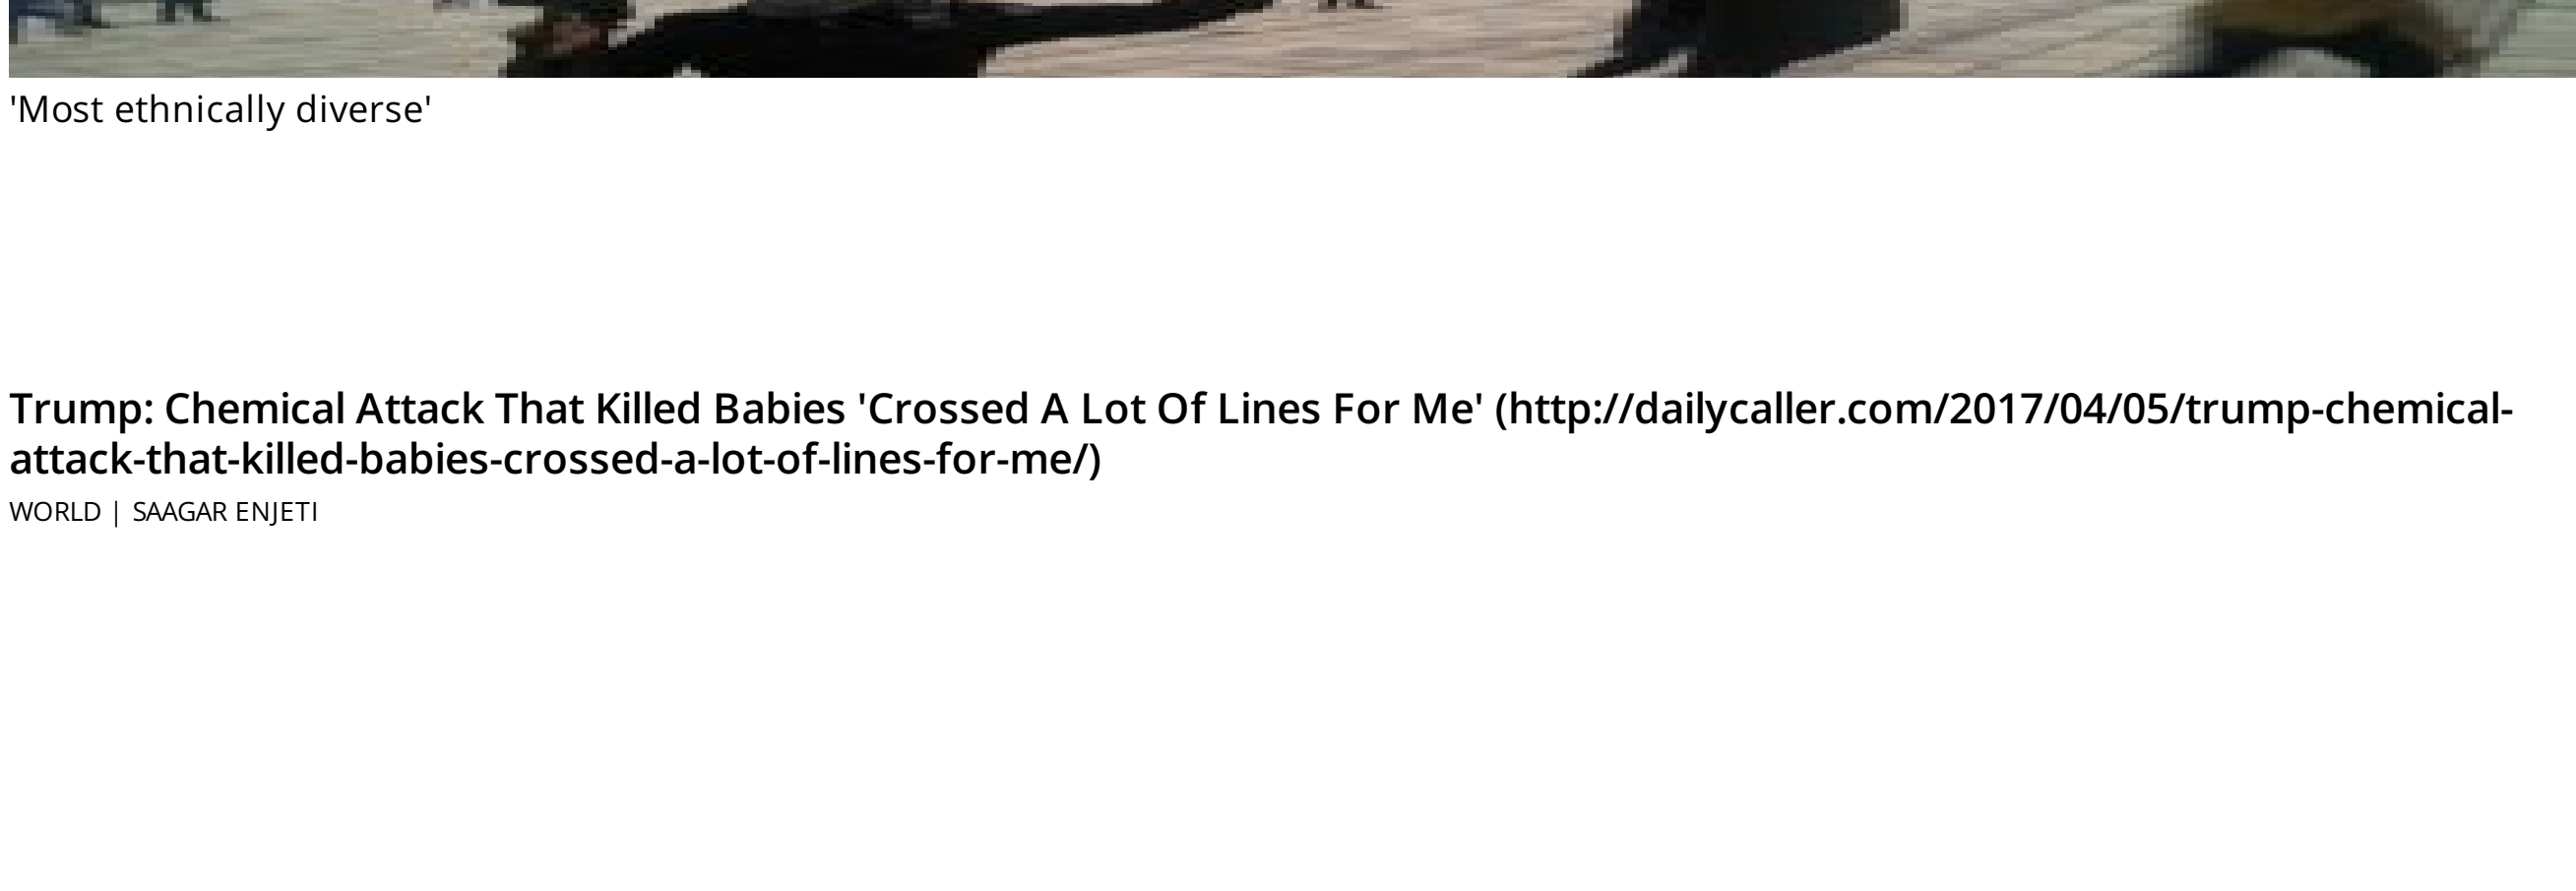 'Most ethnically diverse'
Trump: Chemical Attack That Killed Babies 'Crossed A Lot Of Lines For Me' (http://dailycaller.com/2017/04/05/trump-chemical-
attack-that-killed-babies-crossed-a-lot-of-lines-for-me/)
WORLD | SAAGAR ENJETI